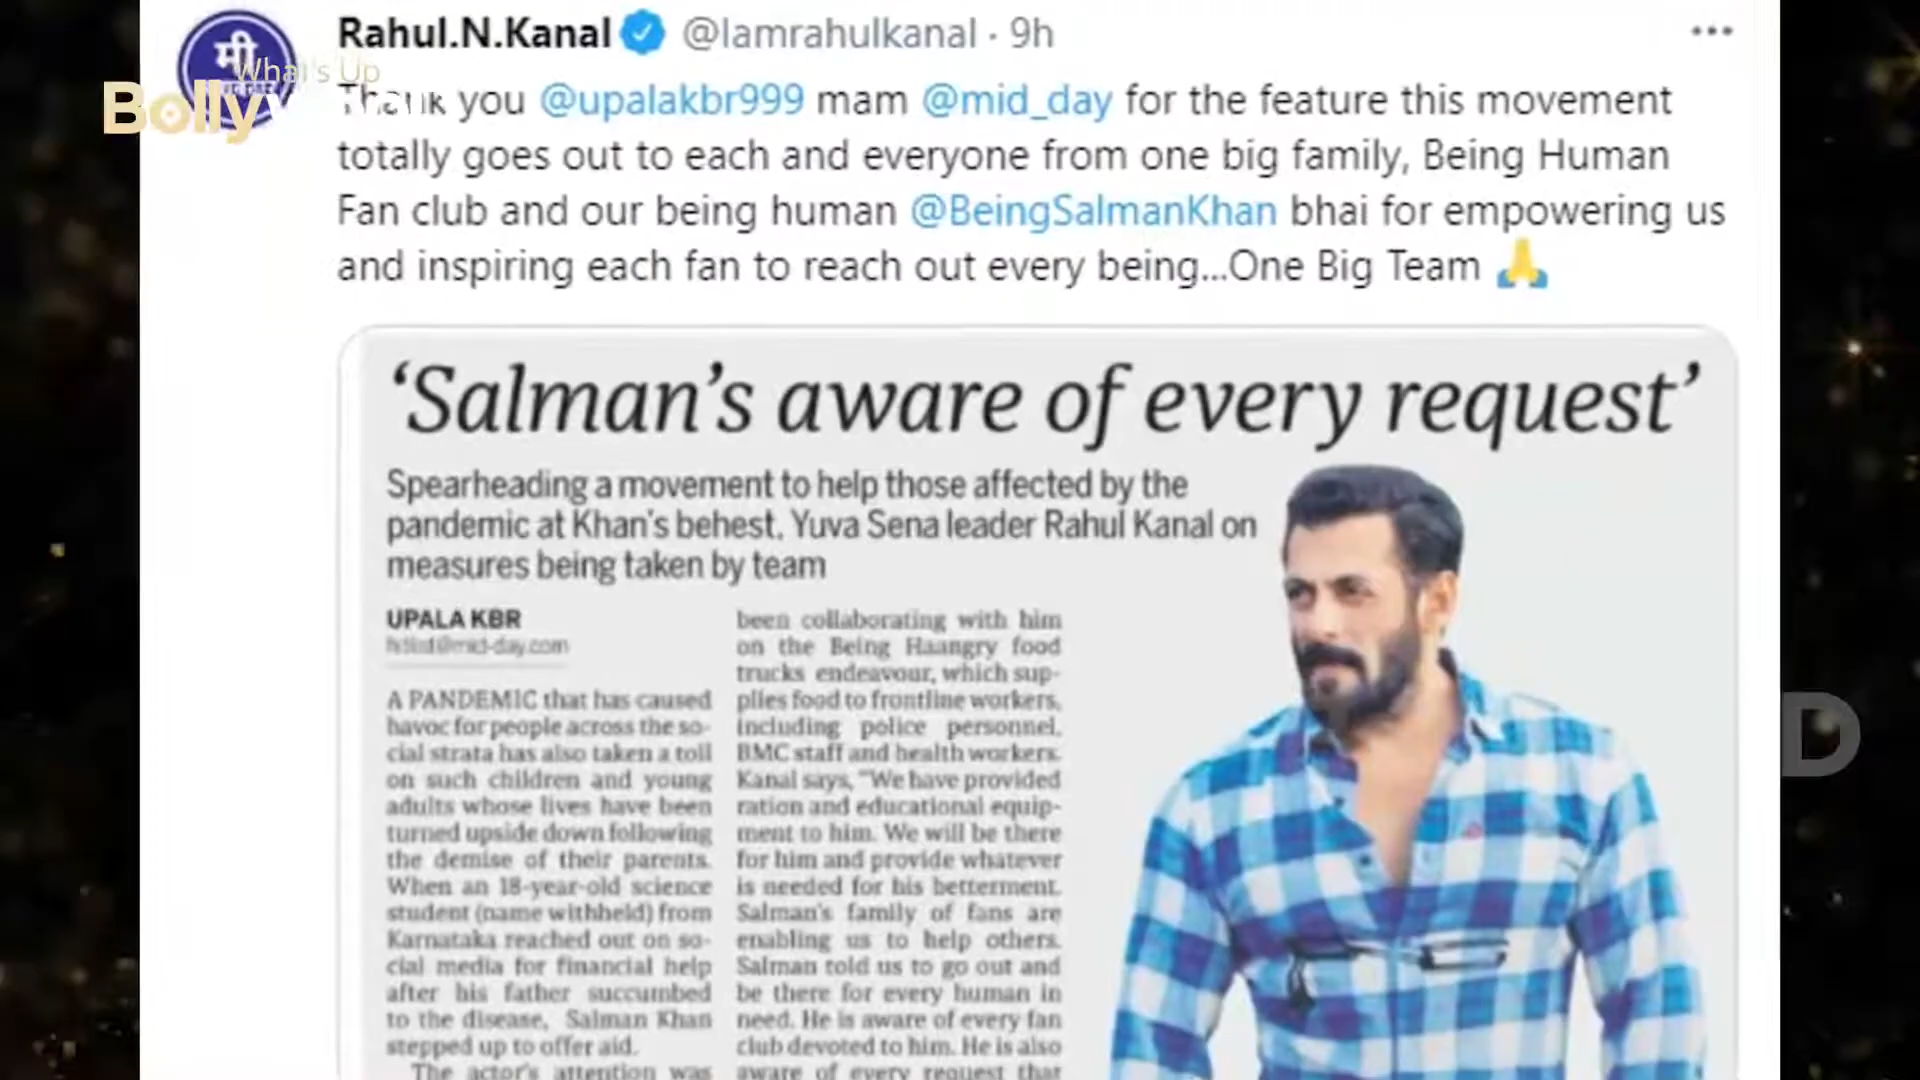 Rahul.N.Kanal @Iamrahulkanal · 9h
मी
What's Up
Bollyw
Thank you @upalakbr999 mam @mid_day for the feature this movement
totally goes out to each and everyone from one big family, Being Human
Fan club and our being human @BeingSalmanKhan bhai for empowering us
and inspiring each fan to reach out every being...One Big Team 🙏
‘Salman’s aware of every request’
Spearheading a movement to help those affected by the
pandemic at Khan's behest, Yuva Sena leader Rahul Kanal on
measures being taken by team
UPALA KBR
A PANDEMIC that has caused
havoc for people across the so-
cial strata has also taken a toll
on such children and young
adults whose lives have been
turned upside down following
the demise of their parents.
When an 18-year-old science
student (name withheld) from
Karnataka reached out on so-
cial media for financial help
after his father succumbed
to the disease, Salman Khan
stepped up to offer aid.
The actor's attention was
been collaborating with him
on the Being Haangry food
trucks endeavour, which sup-
plies food to frontline workers,
including police personnel,
BMC staff and health workers.
Kanal says, "We have provided
ration and educational equip-
ment to him. We will be there
for him and provide whatever
is needed for his betterment.
Salman's family of fans are
enabling us to help others.
Salman told us to go out and
be there for every human in
need. He is aware of every fan
club devoted to him. He is also
aware of every request that
D